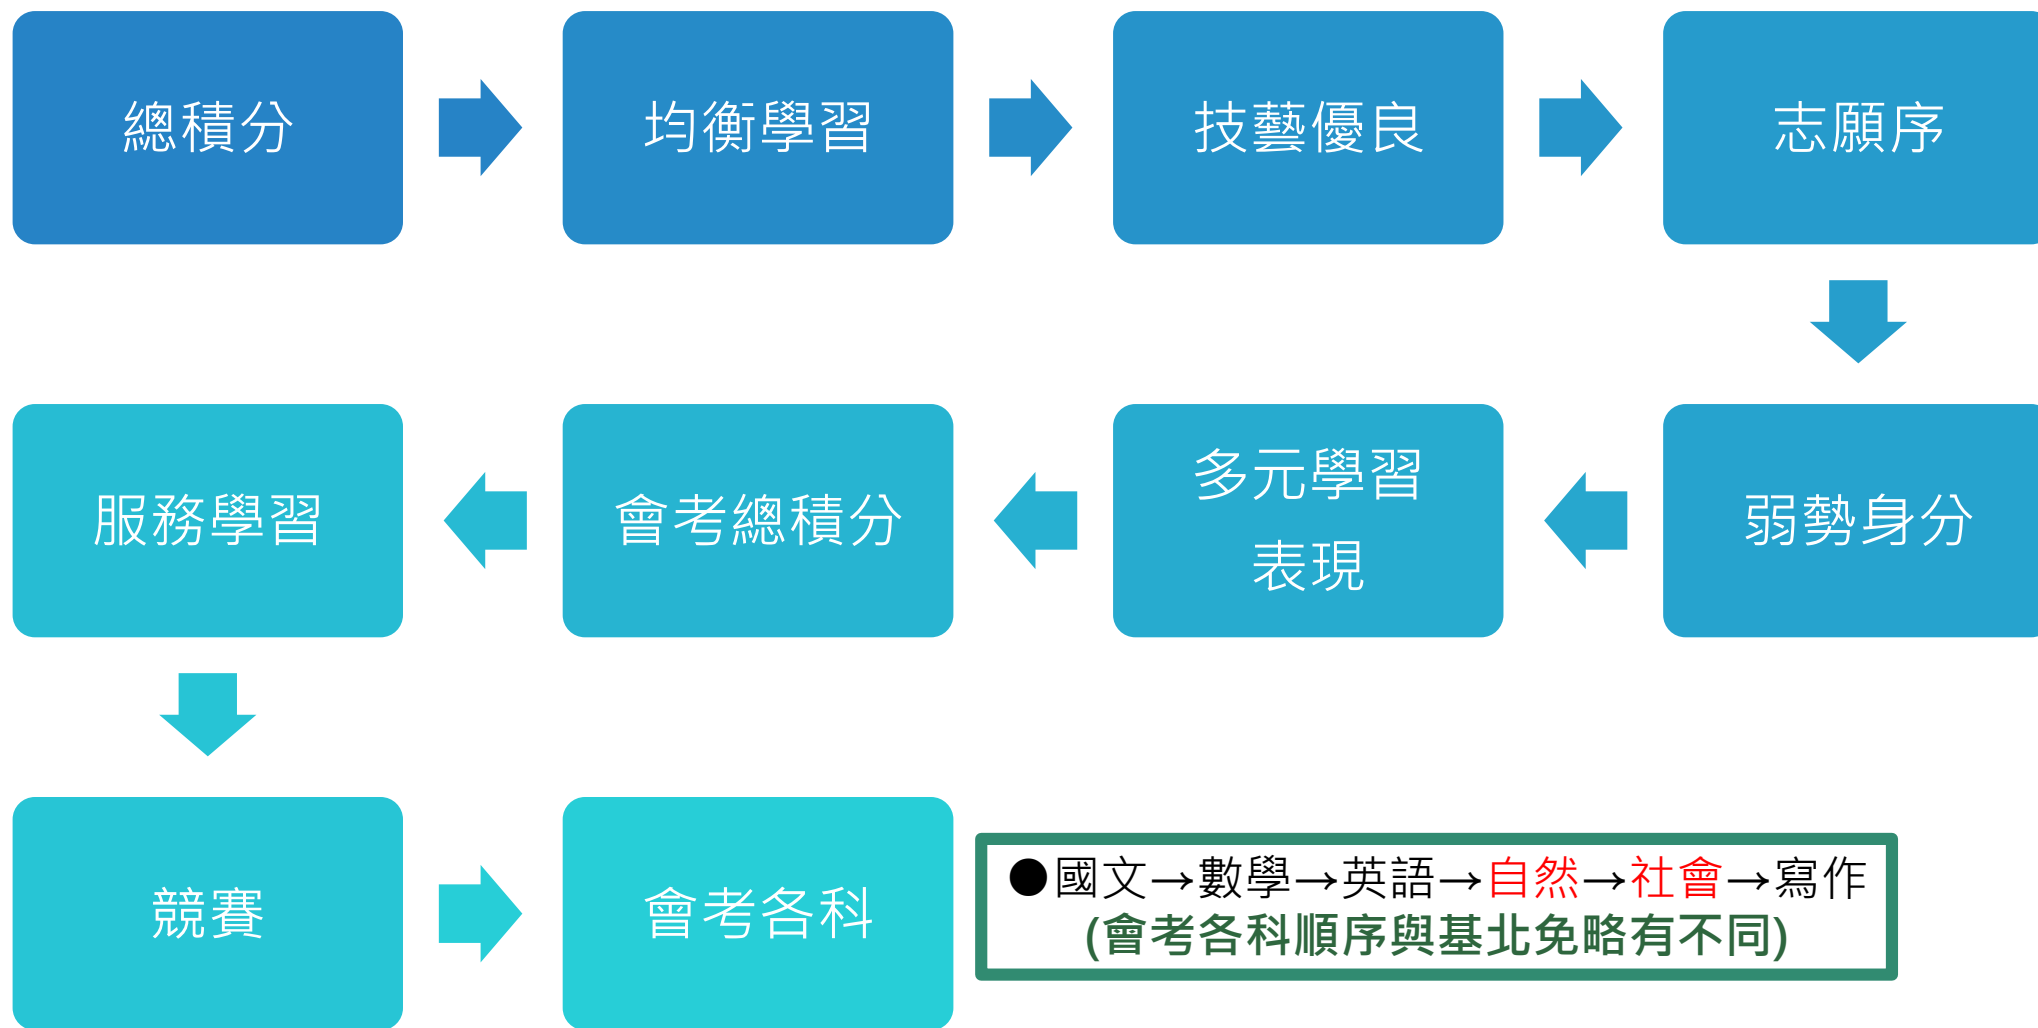 總積分
均衡學習
技藝優良
志願序
弱勢身分
多元學習
表現
會考總積分
服務學習
競賽
會考各科
●國文→數學→英語→自然→社會→寫作
(會考各科順序與基北免略有不同)